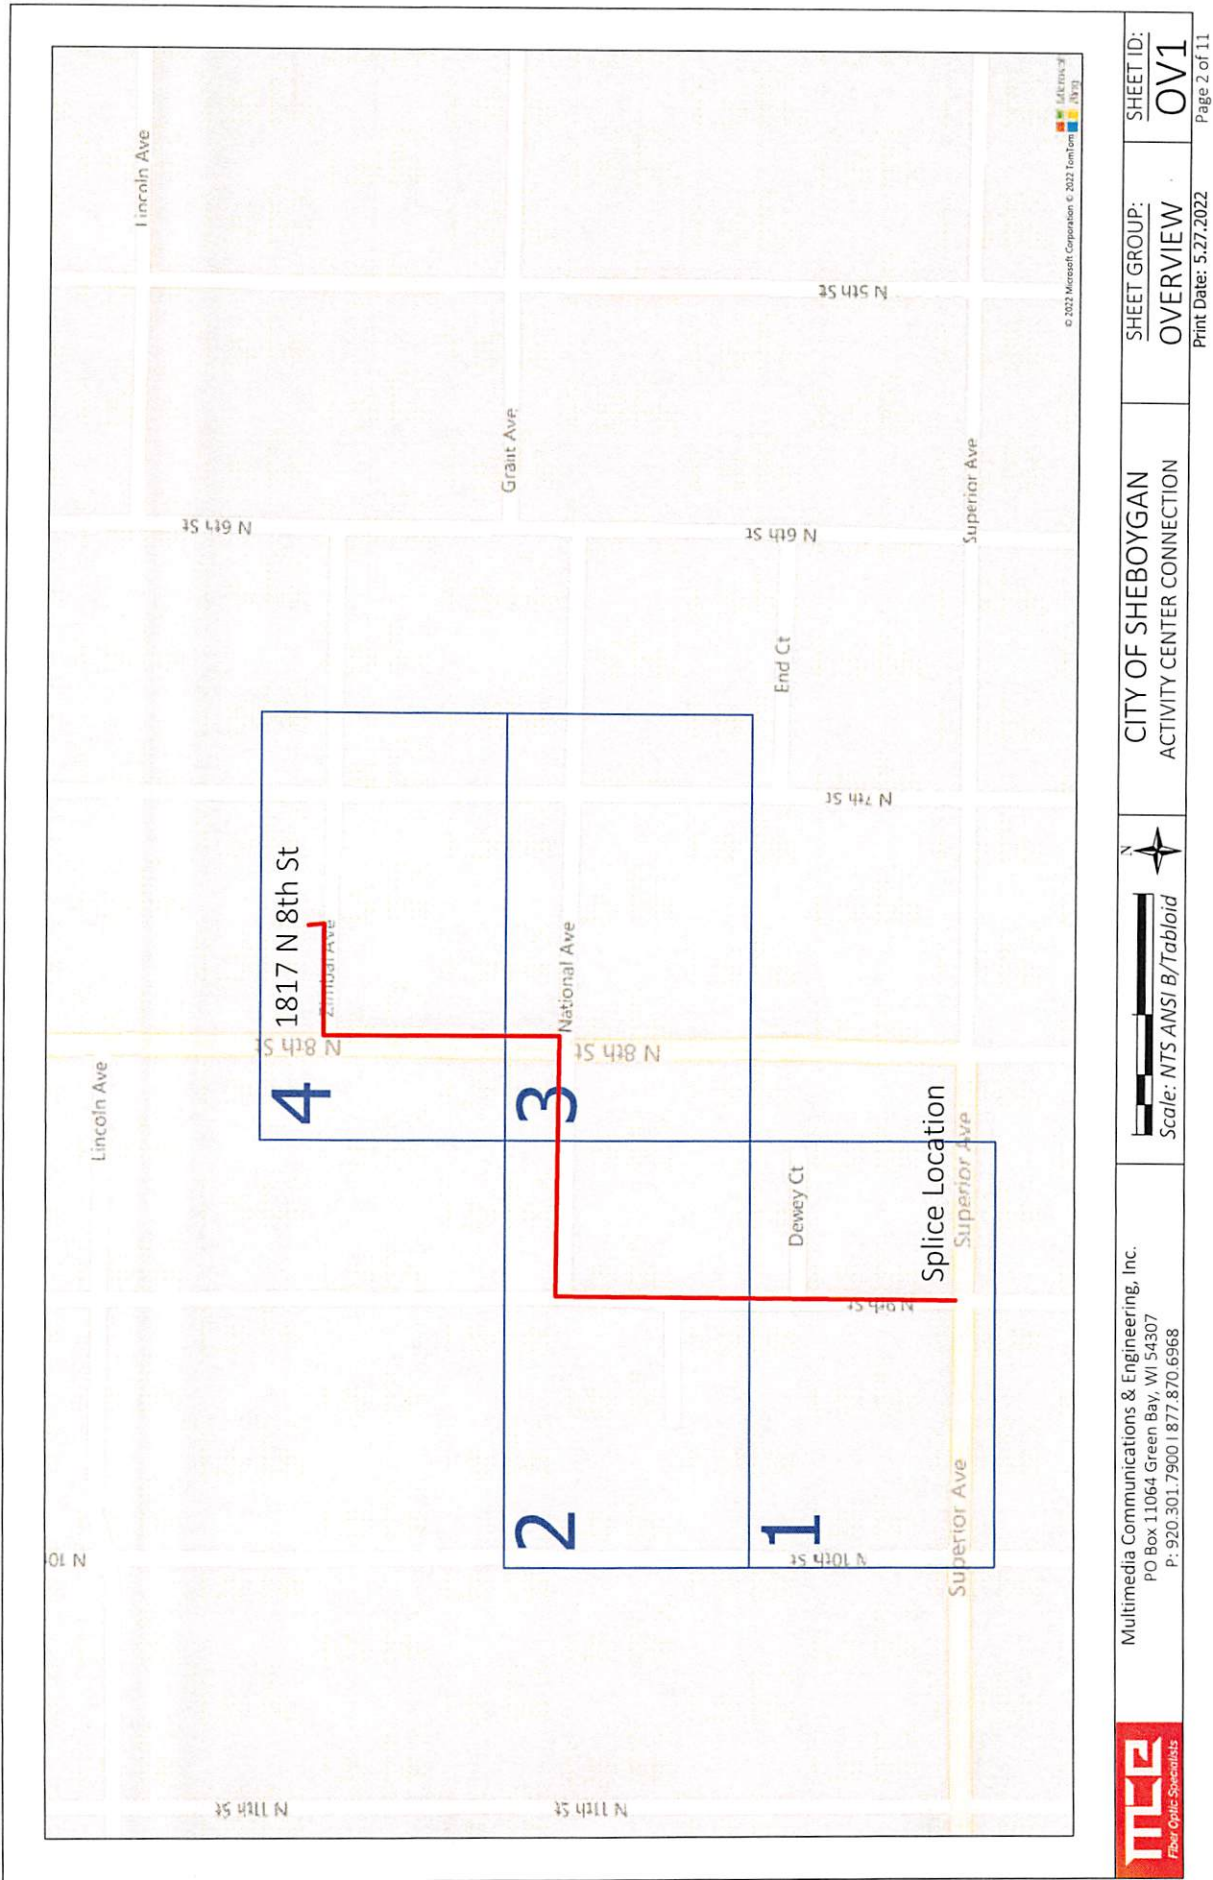 Lincoln Ave
Lincoln Ave
N 6th St
N 11th St
1817 N 8th St
N 8th St
4
Grant Ave
2
3
National Ave
N 8th St
N 11th St
N 6th St
End Ct
N 5th St
1
Dewey Ct
N 7th St
N 10th St
N 9th St
Splice Location
Superior Ave
Superior Ave
Superior Ave
© 2022 Microsoft Corporation © 2022 TomTom
Microsoft
Bing
mce
Fiber Optic Specialists
Multimedia Communications & Engineering, Inc.
PO Box 11064 Green Bay, WI 54307
P: 920.301.7900 | 877.870.6968
N
Scale: NTS ANSI B/Tabloid
CITY OF SHEBOYGAN
ACTIVITY CENTER CONNECTION
SHEET GROUP:
OVERVIEW
SHEET ID:
OV1
Print Date: 5.27.2022
Page 2 of 11